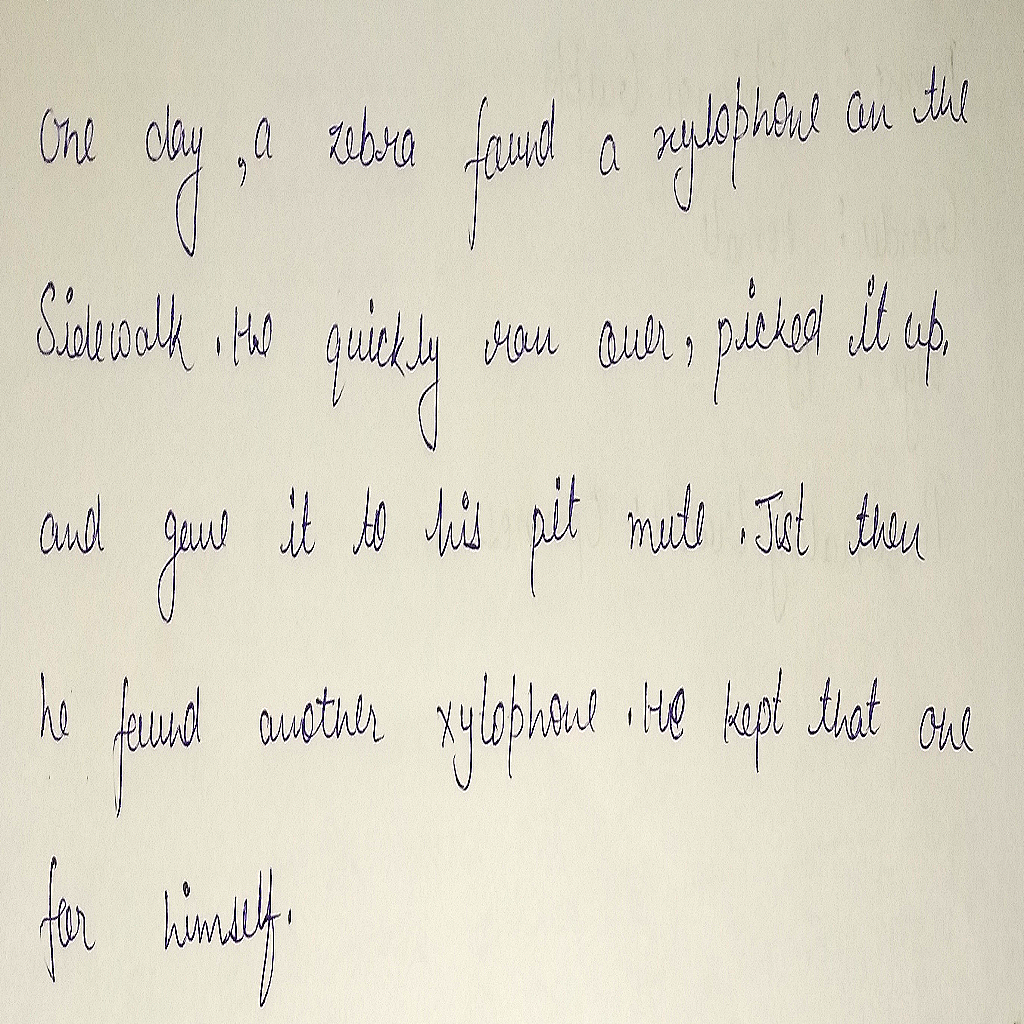 One day, a zebra found a xylophone on the
Sidewalk. He quickly ran over, picked it up,
and gave it to his pit mule. Just then
he found another xylophone. He kept that one
for himself.